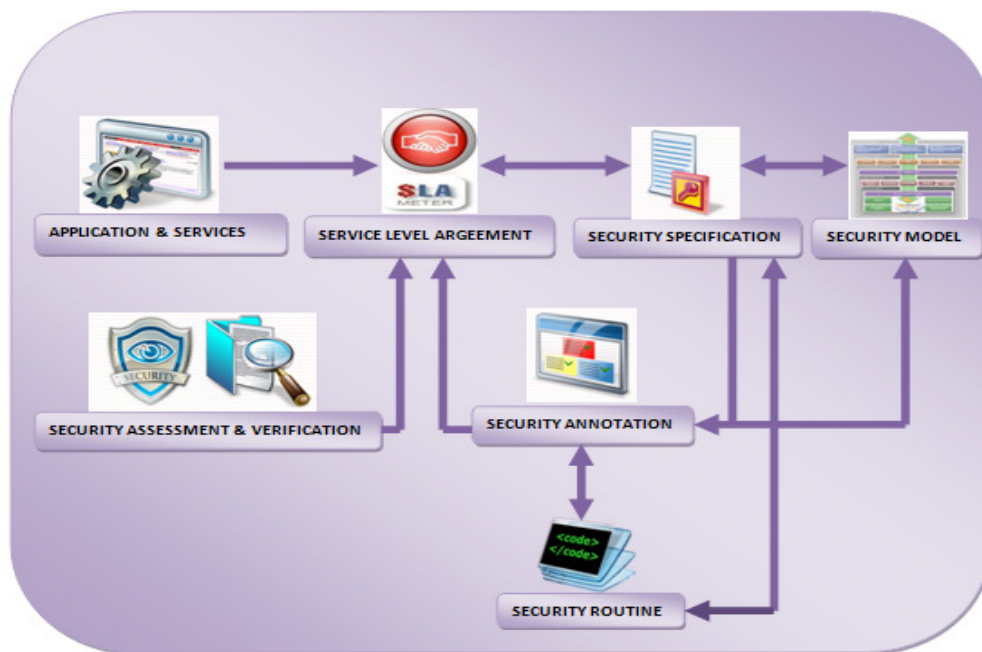 $LA
METER
APPLICATION & SERVICES
SERVICE LEVEL ARGEEMENT
SECURITY SPECIFICATION
SECURITY MODEL
SECURITY
SECURITY ASSESSMENT & VERIFICATION
SECURITY ANNOTATION
<code>
</code>
SECURITY ROUTINE